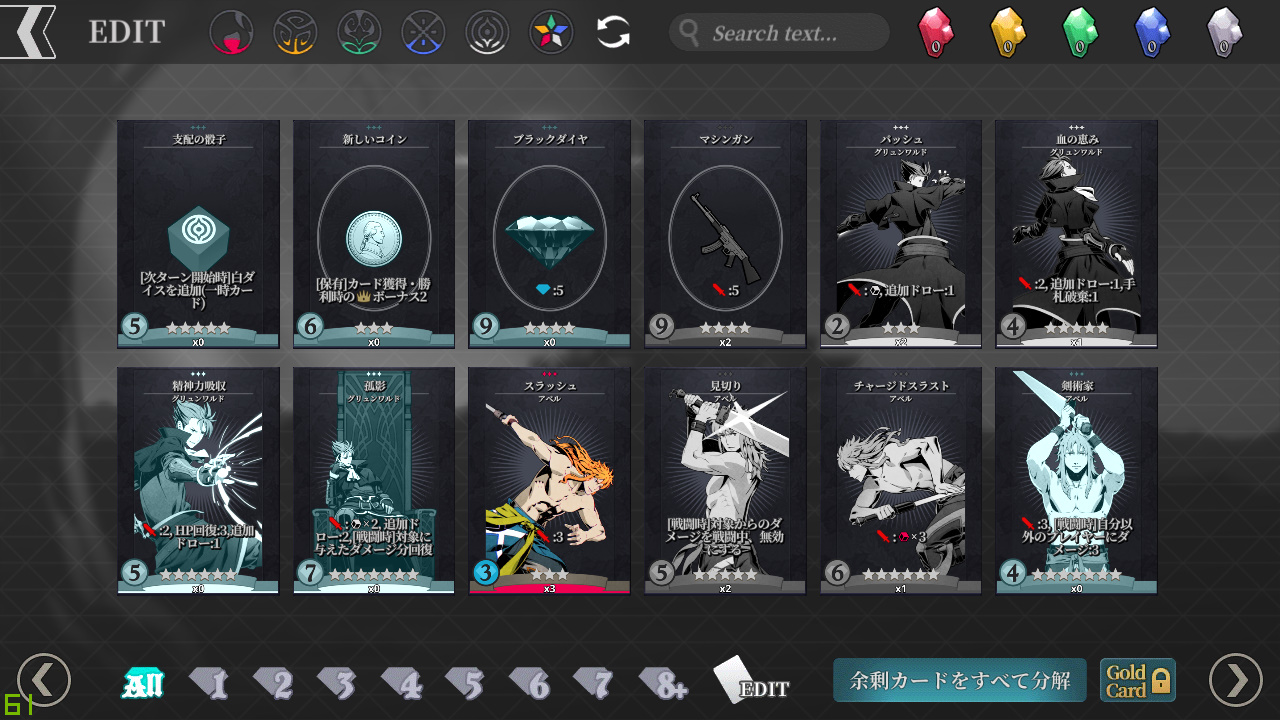 EDIT
Search text...
0
0
0
0
0
支配の骰子
[次ターン開始時]白ダ
イスを追加(一時カー
ド)
5
x0
新しいコイン
[保有]カード獲得・勝
利時の ボーナス2
6
x0
ブラックダイヤ
:5
9
x0
マシンガン
:5
9
x2
バッシュ
グリュンワルド
: , 追加ドロー:1
2
x2
血の恵み
グリュンワルド
:2, 追加ドロー:1,手
札破棄:1
4
x1
精神力吸収
グリュンワルド
:2, HP回復:3,追加
ドロー:1
5
x0
孤影
グリュンワルド
: ×2, 追加ド
ロー:2,[戦闘時]対象に
与えたダメージ分回復
7
x0
スラッシュ
アベル
:3
3
x3
見切り
アベル
[戦闘時]対象からのダ
メージを戦闘中、無効
にする
5
x2
チャージドスラスト
アベル
: ×3
6
x1
剣術家
アベル
:3, [戦闘時]自分以
外のプレイヤーにダ
メージ:3
4
x0
All
1
2
3
4
5
6
7
8+
EDIT
余剰カードをすべて分解
Gold
Card
61